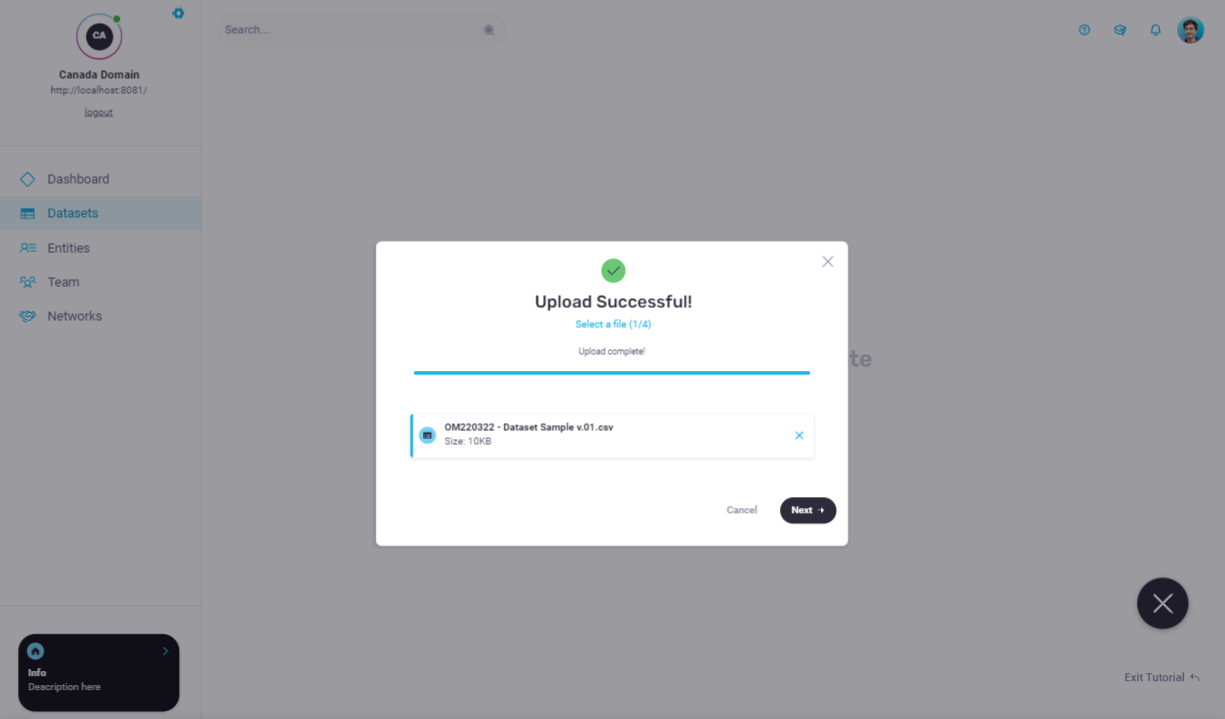 CA
Canada Domain
http://localhost:8081/
logout
Search...
Dashboard
Datasets
Entities
Team
Networks
te
Upload Successful!
Select a file (1/4)
Upload complete!
OM220322 - Dataset Sample v.01.csv
Size: 10KB
Cancel
Next
Info
Description here
Exit Tutorial